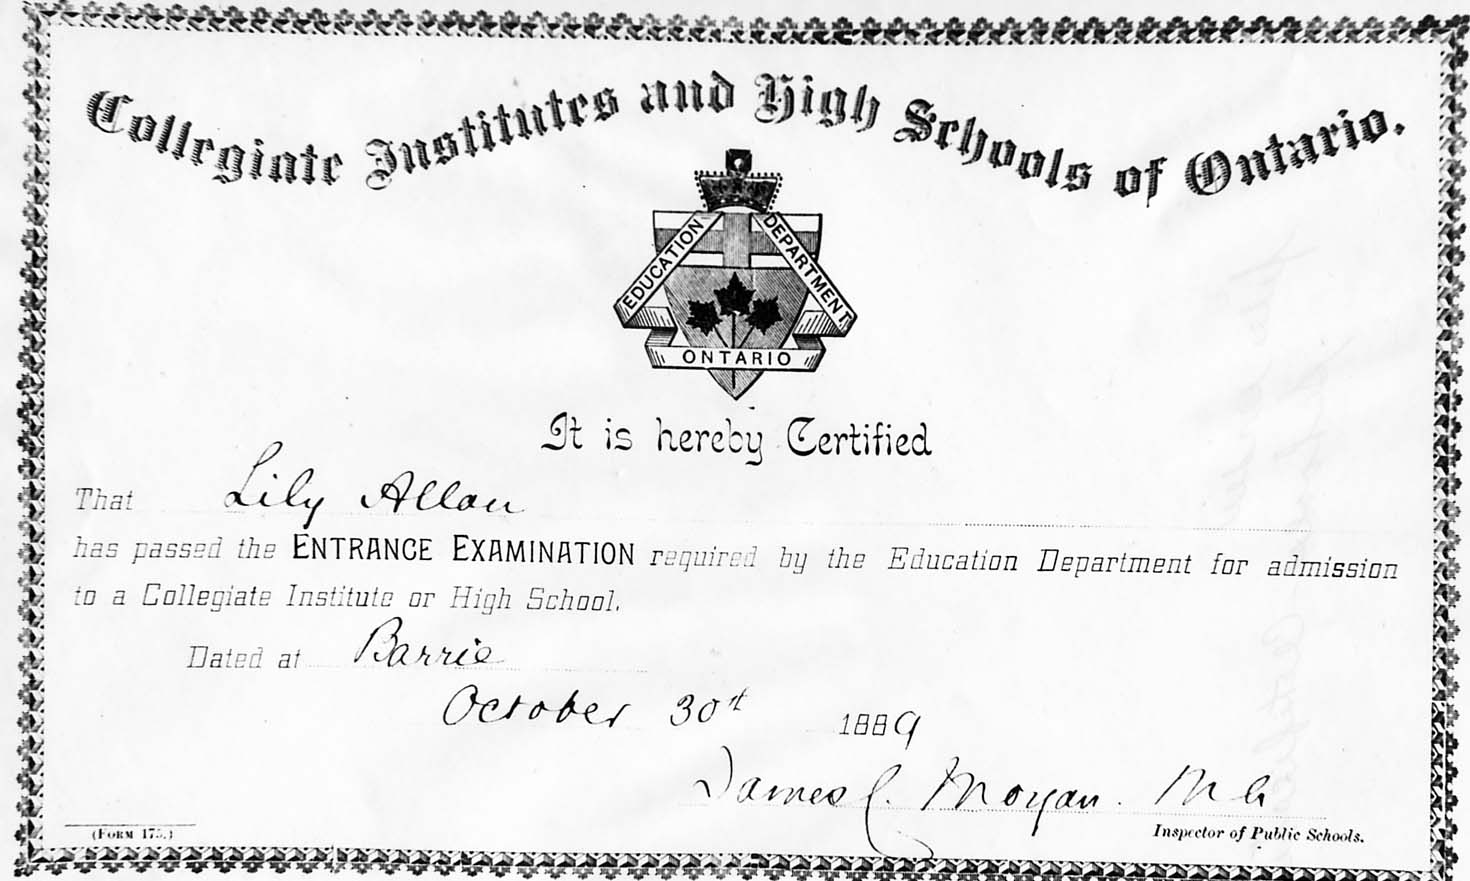 Collegiate Institutes and High Schools of Ontario.
EDUCATION DEPARTMENT
ONTARIO
It is hereby Certified
That Lily Allan
has passed the ENTRANCE EXAMINATION required by the Education Department for admission
to a Collegiate Institute or High School.
Dated at Barrie
October 30th 1889
James C. Morgan. M A
Inspector of Public Schools.
(FORM 175.)